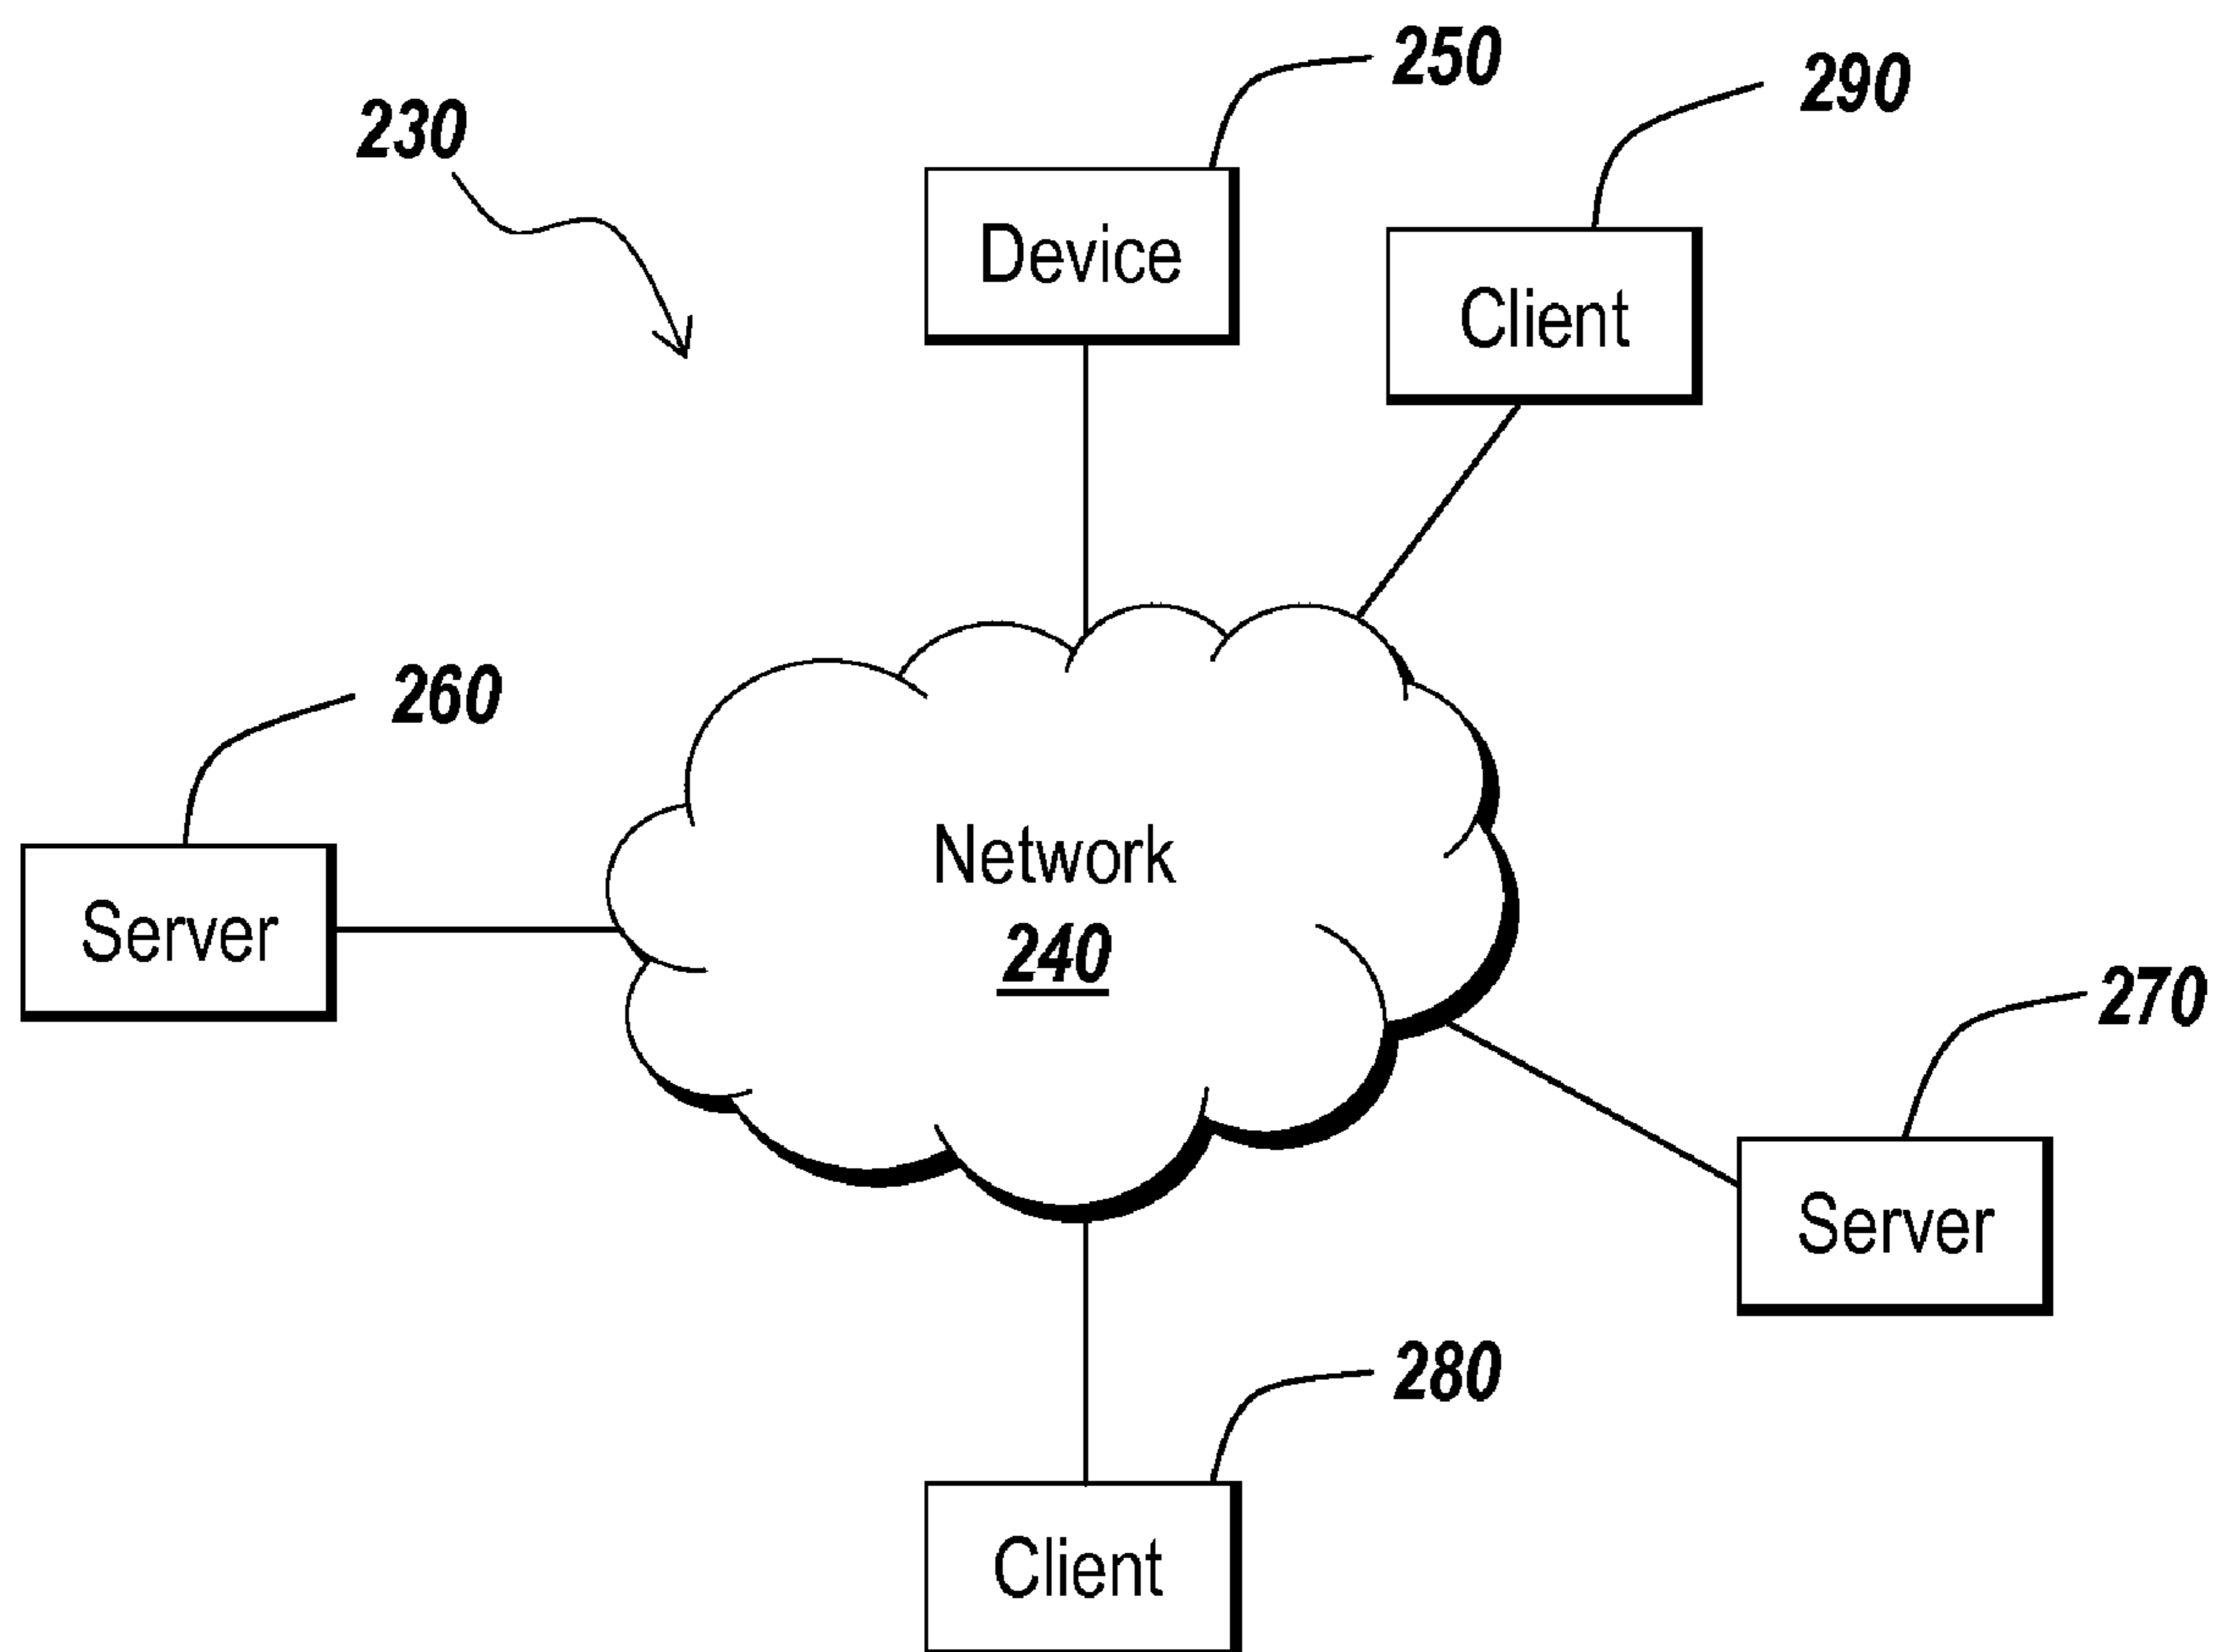 250
290
230
Device
Client
260
Network
240
Server
270
Server
280
Client